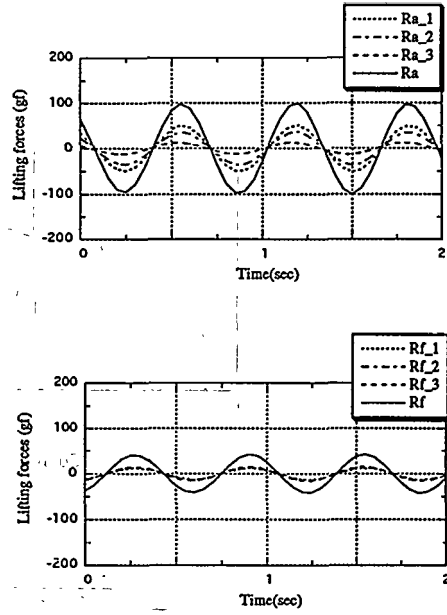 Ra_1
Ra_2
Ra_3
Ra
200
100
0
-100
-200
Lifting forces (gf)
0
1
2
Time(sec)
Rf_1
Rf_2
Rf_3
Rf
200
100
0
-100
-200
Lifting forces (gf)
0
1
2
Time(sec)